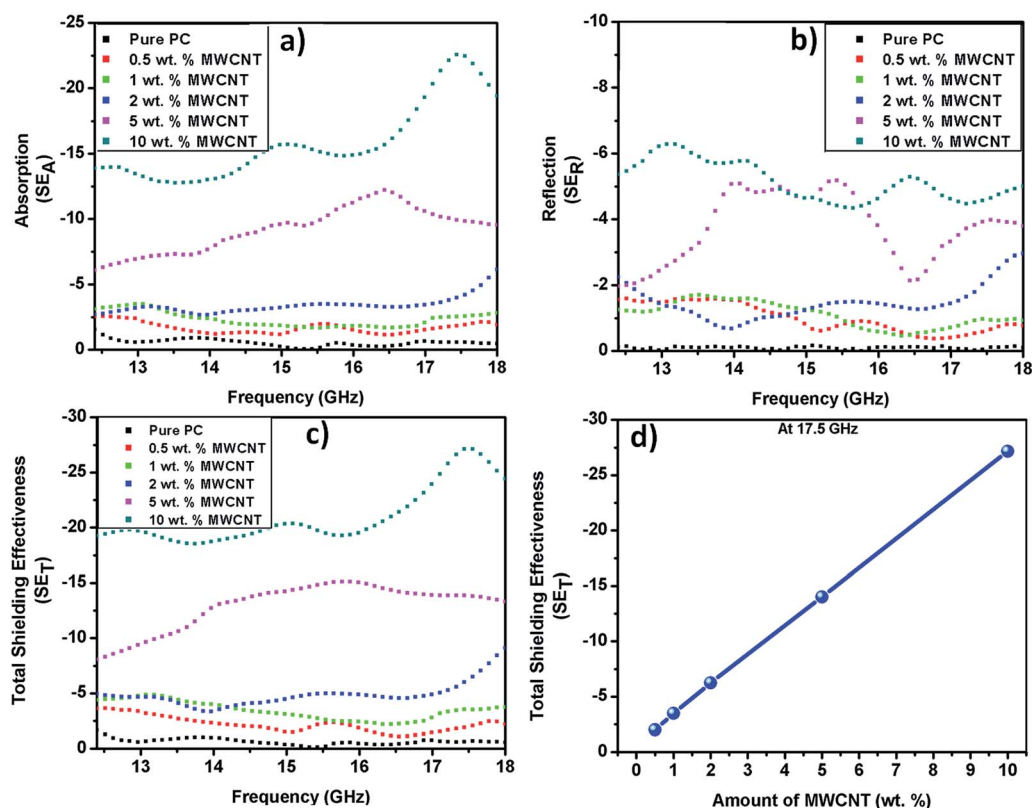 a)
Pure PC
0.5 wt. % MWCNT
1 wt. % MWCNT
2 wt. % MWCNT
5 wt. % MWCNT
10 wt. % MWCNT
Absorption
(SEA)
-25
-20
-15
-10
-5
0
13 14 15 16 17 18
Frequency (GHz)
b)
Pure PC
0.5 wt. % MWCNT
1 wt. % MWCNT
2 wt. % MWCNT
5 wt. % MWCNT
10 wt. % MWCNT
Reflection
(SER)
-10
-8
-6
-4
-2
0
13 14 15 16 17 18
Frequency (GHz)
c)
Pure PC
0.5 wt. % MWCNT
1 wt. % MWCNT
2 wt. % MWCNT
5 wt. % MWCNT
10 wt. % MWCNT
Total Shielding Effectiveness
(SET)
-30
-25
-20
-15
-10
-5
0
13 14 15 16 17 18
Frequency (GHz)
d)
At 17.5 GHz
Total Shielding Effectiveness
(SET)
-30
-25
-20
-15
-10
-5
0
0 1 2 3 4 5 6 7 8 9 10
Amount of MWCNT (wt. %)